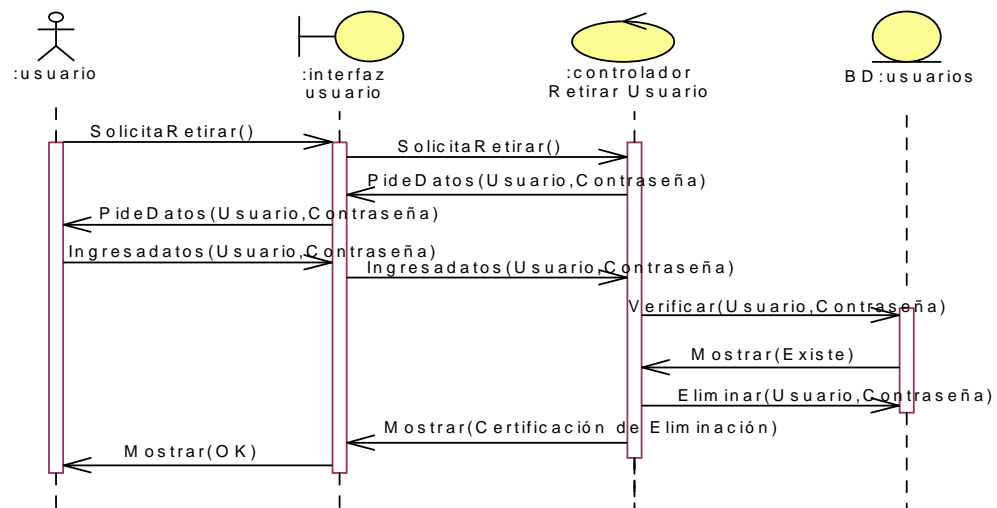 :usuario
:interfaz
usuario
:controlador
Retirar Usuario
BD:usuarios
SolicitaRetirar()
SolicitaRetirar()
PideDatos(Usuario,Contraseña)
PideDatos(Usuario,Contraseña)
Ingresadatos(Usuario,Contraseña)
Ingresadatos(Usuario,Contraseña)
Verificar(Usuario,Contraseña)
Mostrar(Existe)
Eliminar(Usuario,Contraseña)
Mostrar(Certificación de Eliminación)
Mostrar(OK)